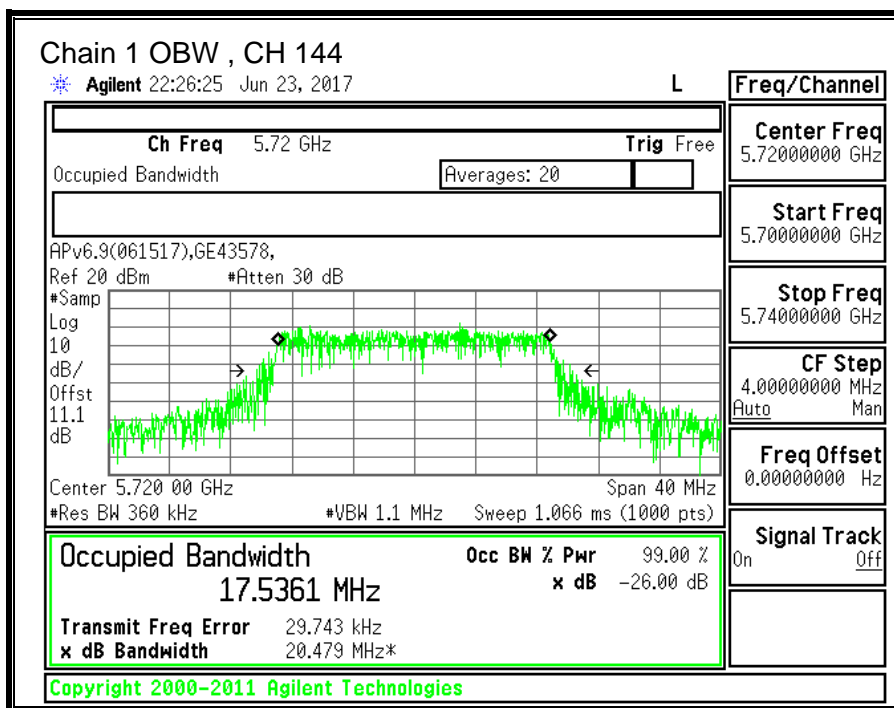 Chain 1 OBW , CH 144
Agilent 22:26:25 Jun 23, 2017 L
Ch Freq 5.72 GHz Trig Free
Occupied Bandwidth Averages: 20
APv6.9(061517),GE43578,
Ref 20 dBm #Atten 30 dB
#Samp
Log
10
dB/
Offst
11.1
dB
Center 5.720 00 GHz Span 40 MHz
#Res BW 360 kHz #VBW 1.1 MHz Sweep 1.066 ms (1000 pts)
Occupied Bandwidth Occ BW % Pwr 99.00 %
17.5361 MHz x dB -26.00 dB
Transmit Freq Error 29.743 kHz
x dB Bandwidth 20.479 MHz*
Copyright 2000-2011 Agilent Technologies
Freq/Channel
Center Freq
5.72000000 GHz
Start Freq
5.70000000 GHz
Stop Freq
5.74000000 GHz
CF Step
4.00000000 MHz
Auto Man
Freq Offset
0.00000000 Hz
Signal Track
On Off